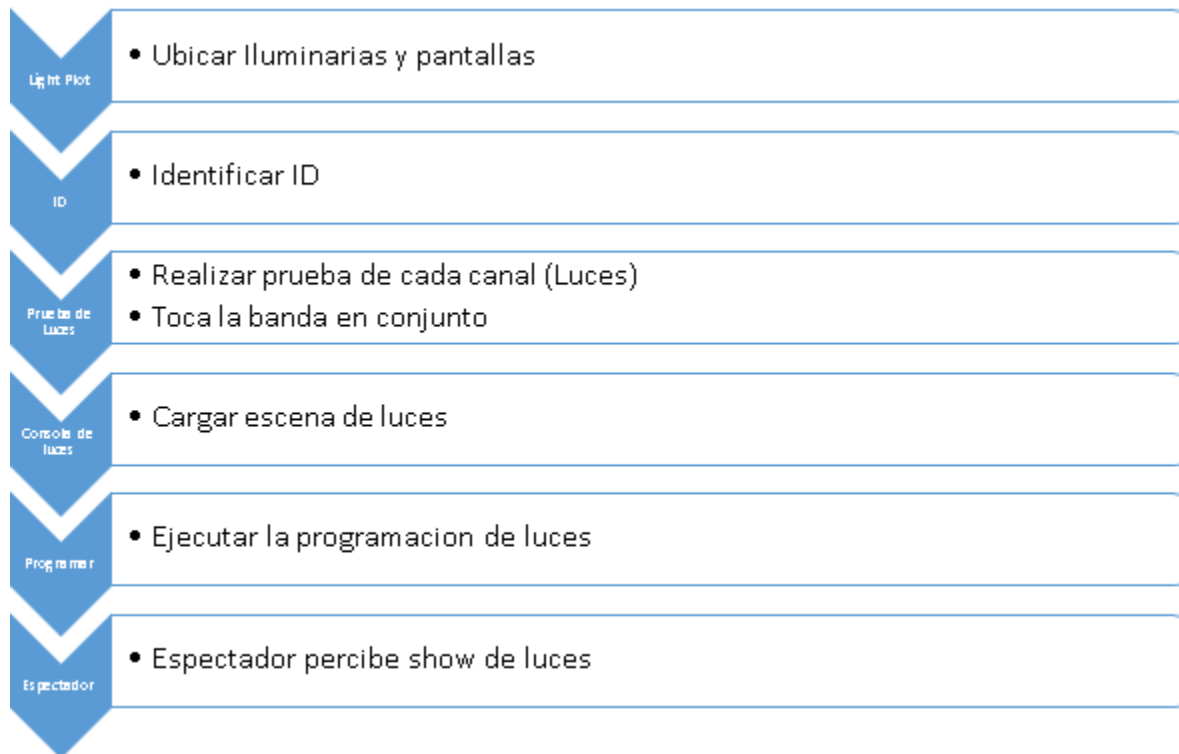 Light Plot
• Ubicar Iluminarias y pantallas
ID
• Identificar ID
Prueba de
Luces
• Realizar prueba de cada canal (Luces)
• Toca la banda en conjunto
Consola de
luces
• Cargar escena de luces
Programar
• Ejecutar la programacion de luces
Espectador
• Espectador percibe show de luces